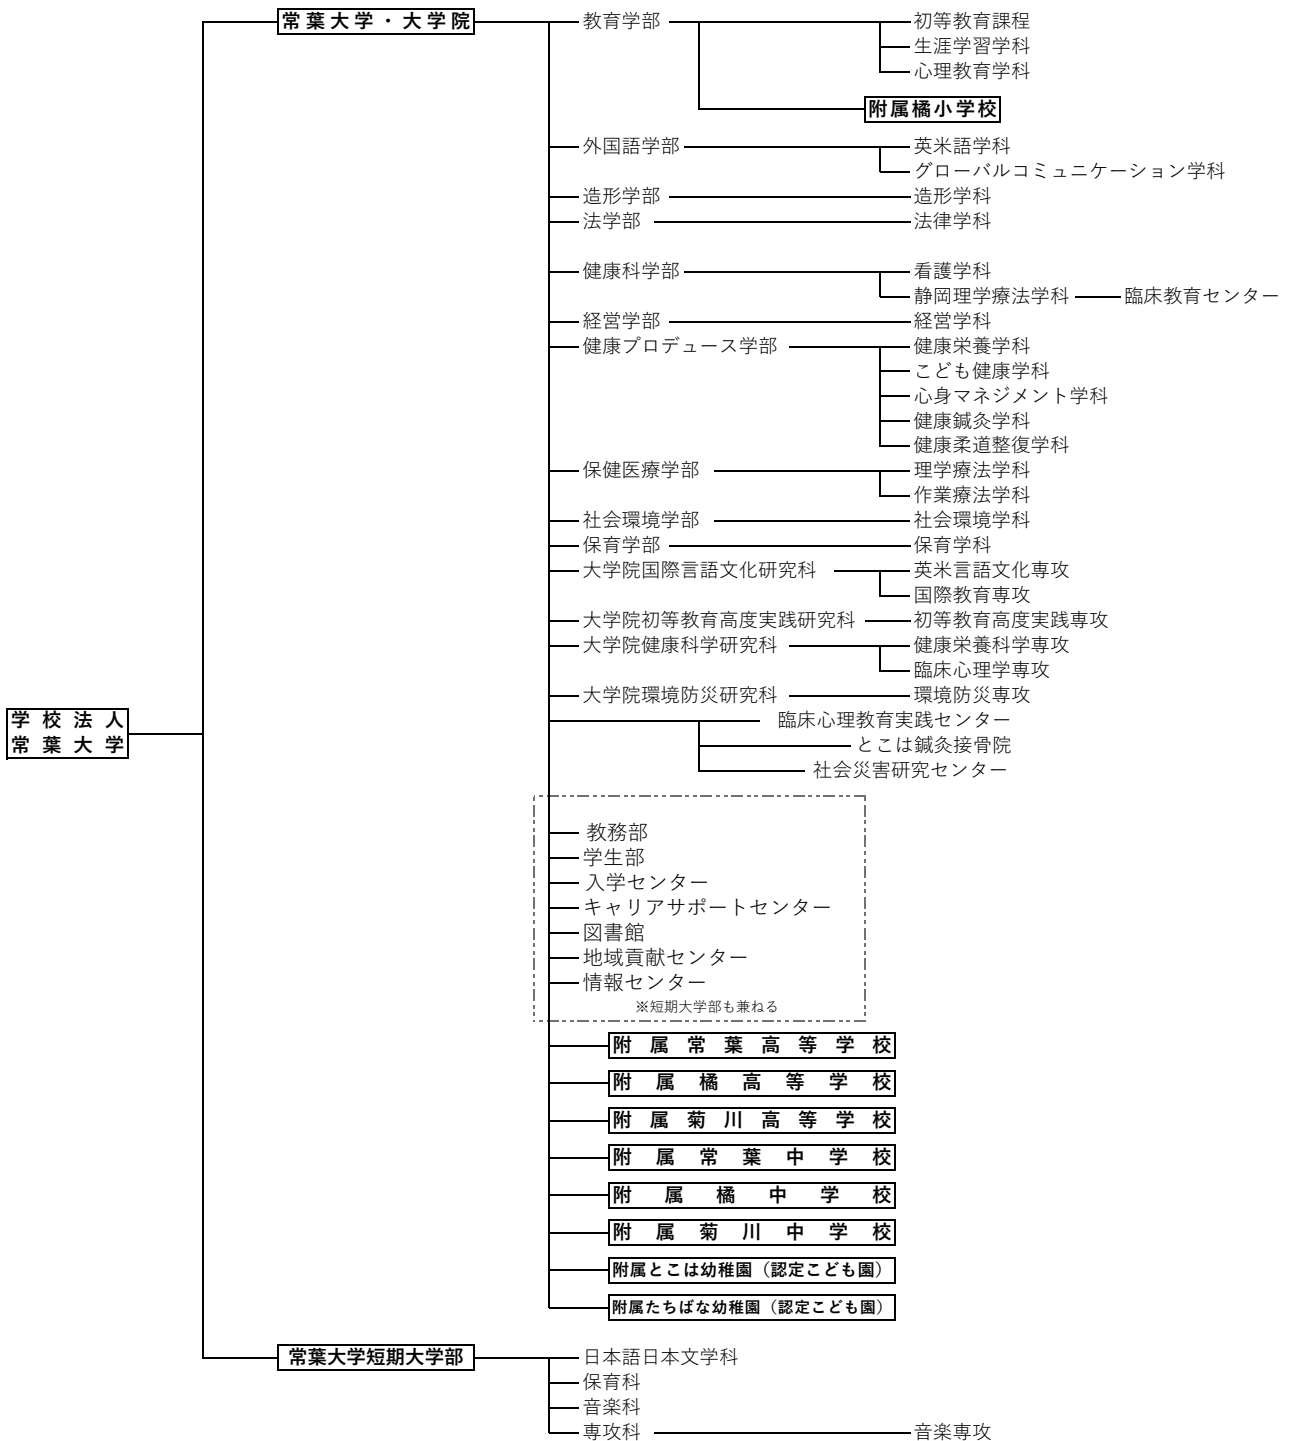 常葉大学・大学院
教育学部
初等教育課程
生涯学習学科
心理教育学科
附属橘小学校
外国語学部
英米語学科
グローバルコミュニケーション学科
造形学部
造形学科
法学部
法律学科
健康科学部
看護学科
静岡理学療法学科
臨床教育センター
経営学部
経営学科
健康プロデュース学部
健康栄養学科
こども健康学科
心身マネジメント学科
健康鍼灸学科
健康柔道整復学科
保健医療学部
理学療法学科
作業療法学科
社会環境学部
社会環境学科
保育学部
保育学科
大学院国際言語文化研究科
英米言語文化専攻
国際教育専攻
大学院初等教育高度実践研究科
初等教育高度実践専攻
大学院健康科学研究科
健康栄養科学専攻
臨床心理学専攻
大学院環境防災研究科
環境防災専攻
学校法人
常葉大学
臨床心理教育実践センター
とこは鍼灸接骨院
社会災害研究センター
教務部
学生部
入学センター
キャリアサポートセンター
図書館
地域貢献センター
情報センター
※短期大学部も兼ねる
附属常葉高等学校
附属橘高等学校
附属菊川高等学校
附属常葉中学校
附属橘中学校
附属菊川中学校
附属とこは幼稚園（認定こども園）
附属たちばな幼稚園（認定こども園）
常葉大学短期大学部
日本語日本文学科
保育科
音楽科
専攻科
音楽専攻